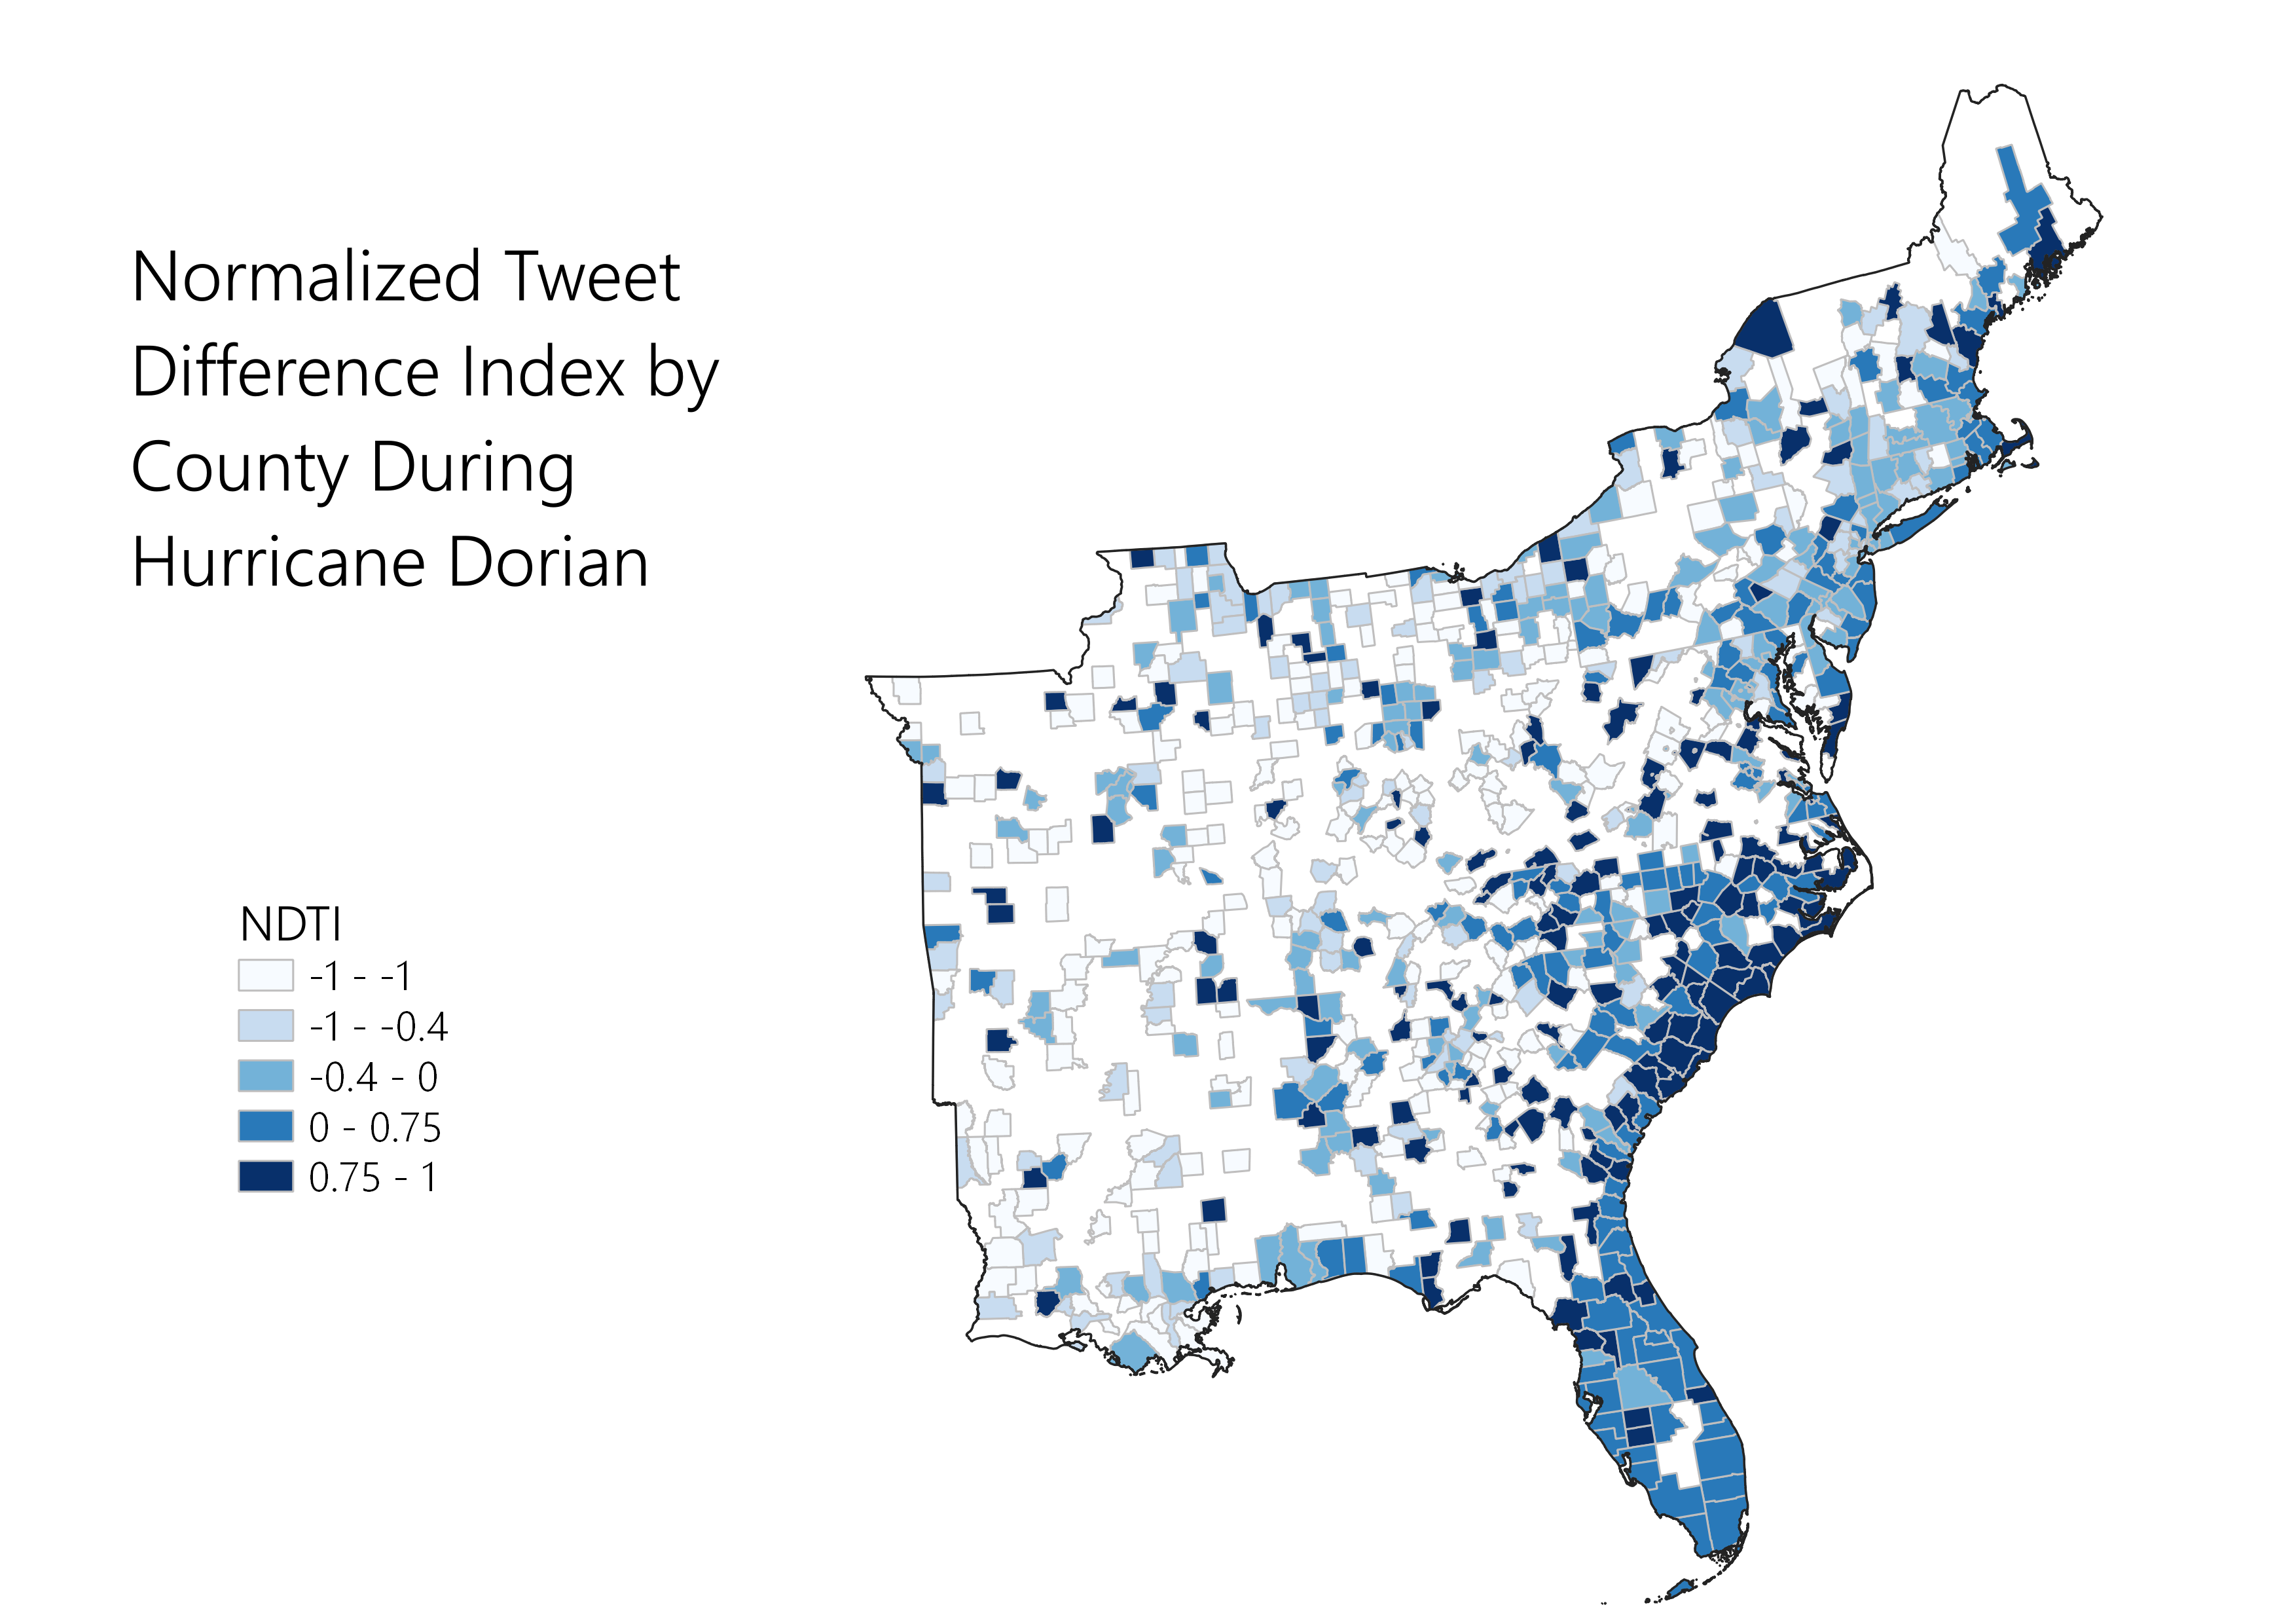 Normalized Tweet
Difference Index by
County During
Hurricane Dorian
NDTI
-1 - -1
-1 - -0.4
-0.4 - 0
0 - 0.75
0.75 - 1